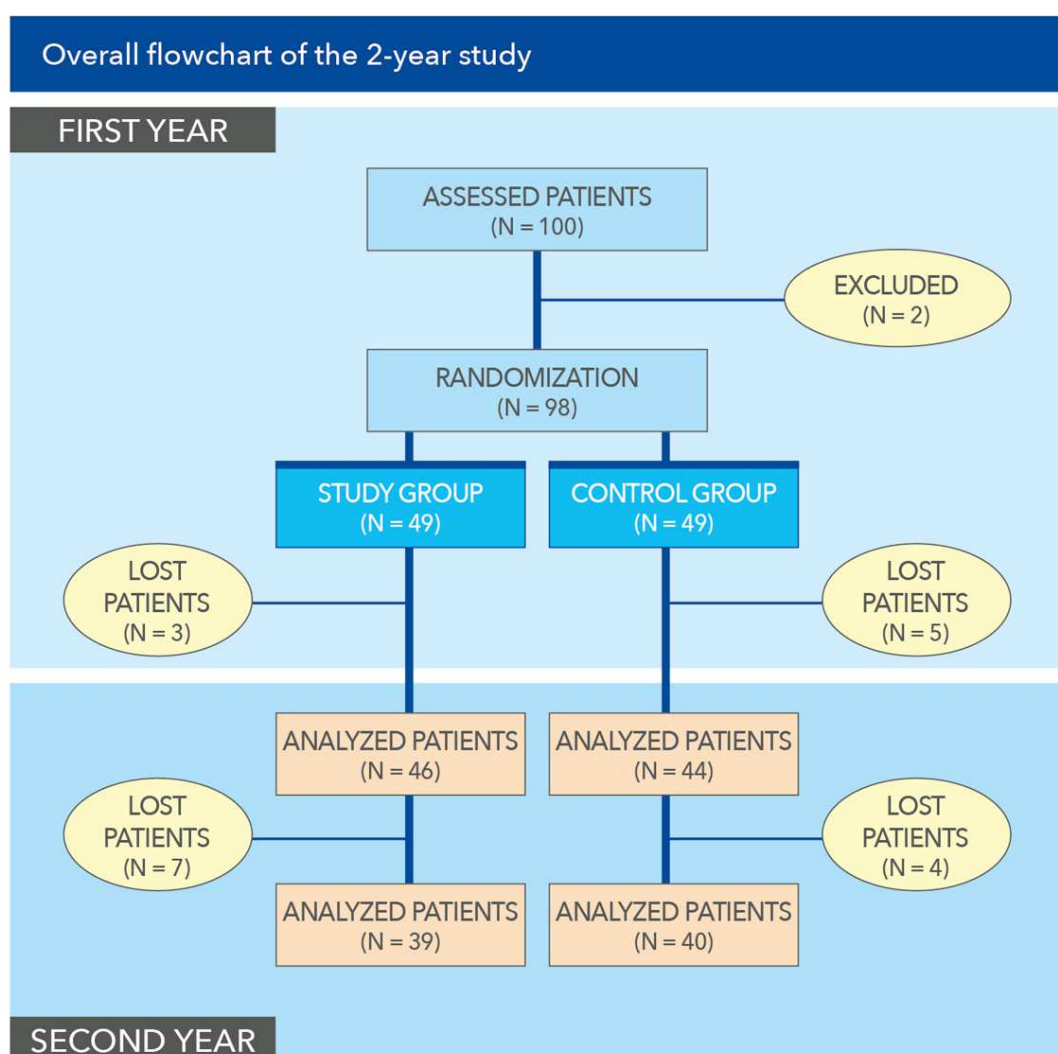 Overall flowchart of the 2-year study
FIRST YEAR
ASSESSED PATIENTS
(N = 100)
EXCLUDED
(N = 2)
RANDOMIZATION
(N = 98)
STUDY GROUP
(N = 49)
CONTROL GROUP
(N = 49)
LOST
PATIENTS
(N = 3)
LOST
PATIENTS
(N = 5)
ANALYZED PATIENTS
(N = 46)
ANALYZED PATIENTS
(N = 44)
LOST
PATIENTS
(N = 7)
LOST
PATIENTS
(N = 4)
ANALYZED PATIENTS
(N = 39)
ANALYZED PATIENTS
(N = 40)
SECOND YEAR